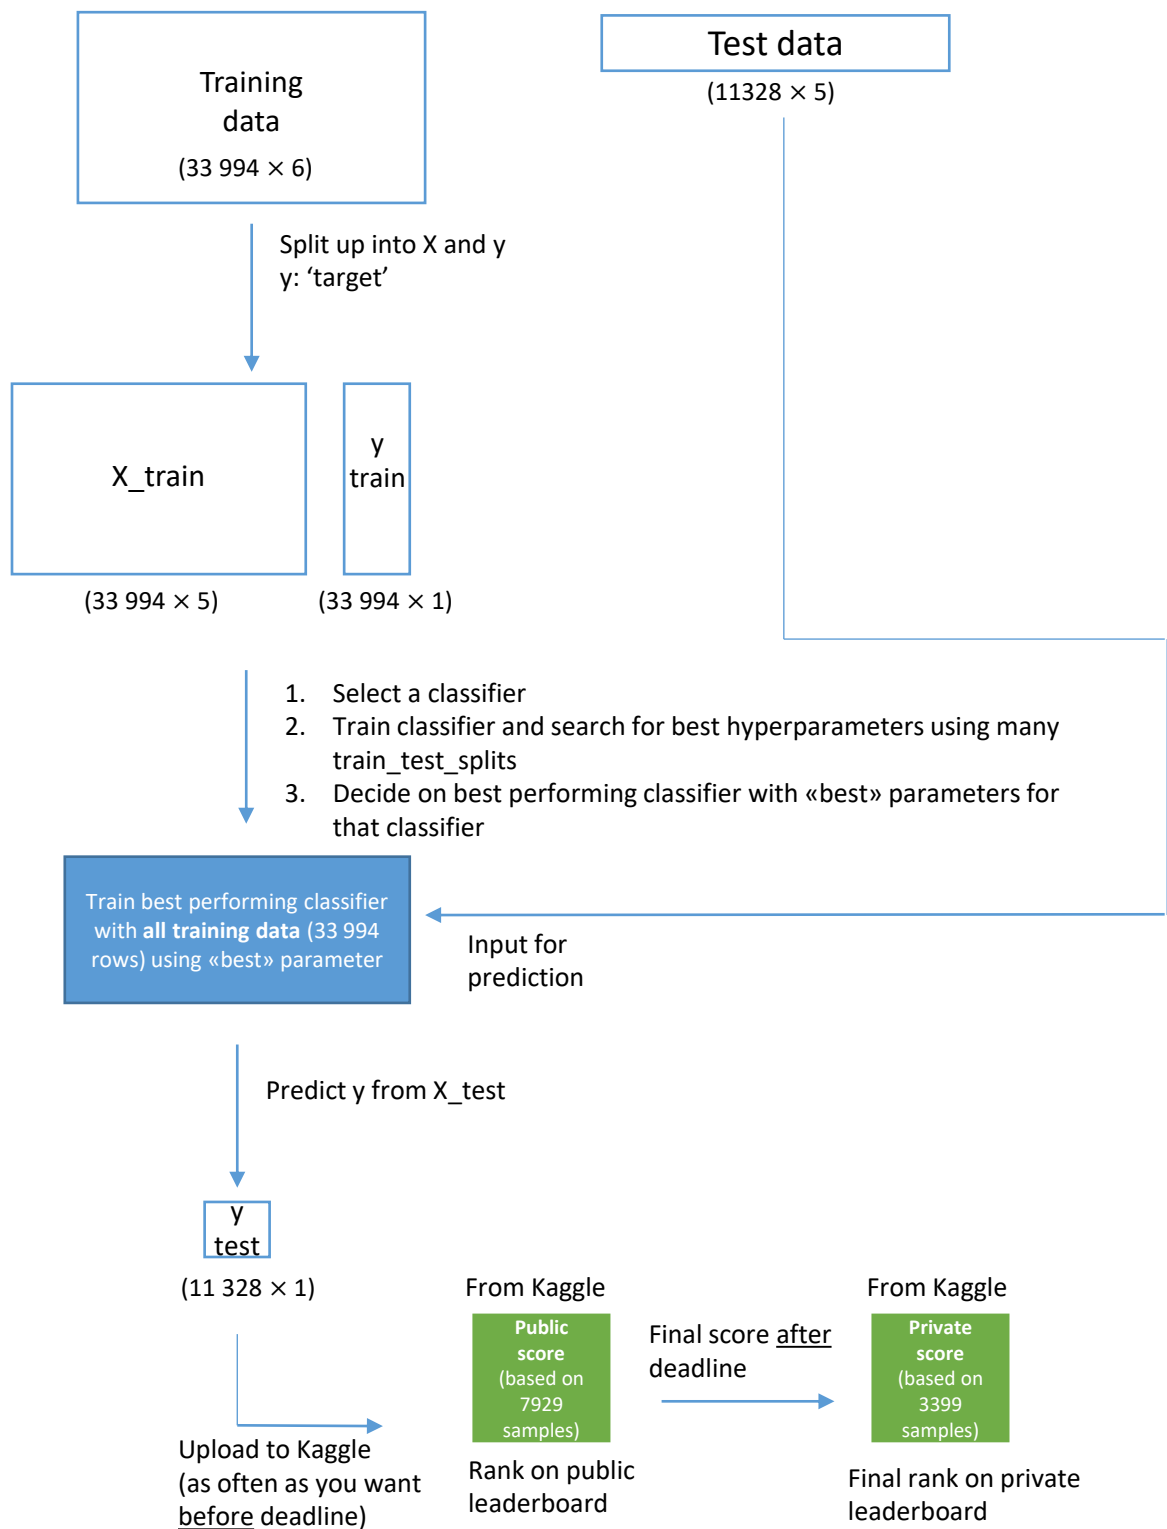 Training
data
(33 994 × 6)
Test data
(11328 × 5)
Split up into X and y
y: ‘target’
X_train
y
train
(33 994 × 5)
(33 994 × 1)
1. Select a classifier
2. Train classifier and search for best hyperparameters using many
train_test_splits
3. Decide on best performing classifier with «best» parameters for
that classifier
Train best performing classifier
with all training data (33 994
rows) using «best» parameter
Input for
prediction
Predict y from X_test
y
test
(11 328 × 1)
Upload to Kaggle
(as often as you want
before deadline)
From Kaggle
Public
score
(based on
7929
samples)
Rank on public
leaderboard
Final score after
deadline
From Kaggle
Private
score
(based on
3399
samples)
Final rank on private
leaderboard